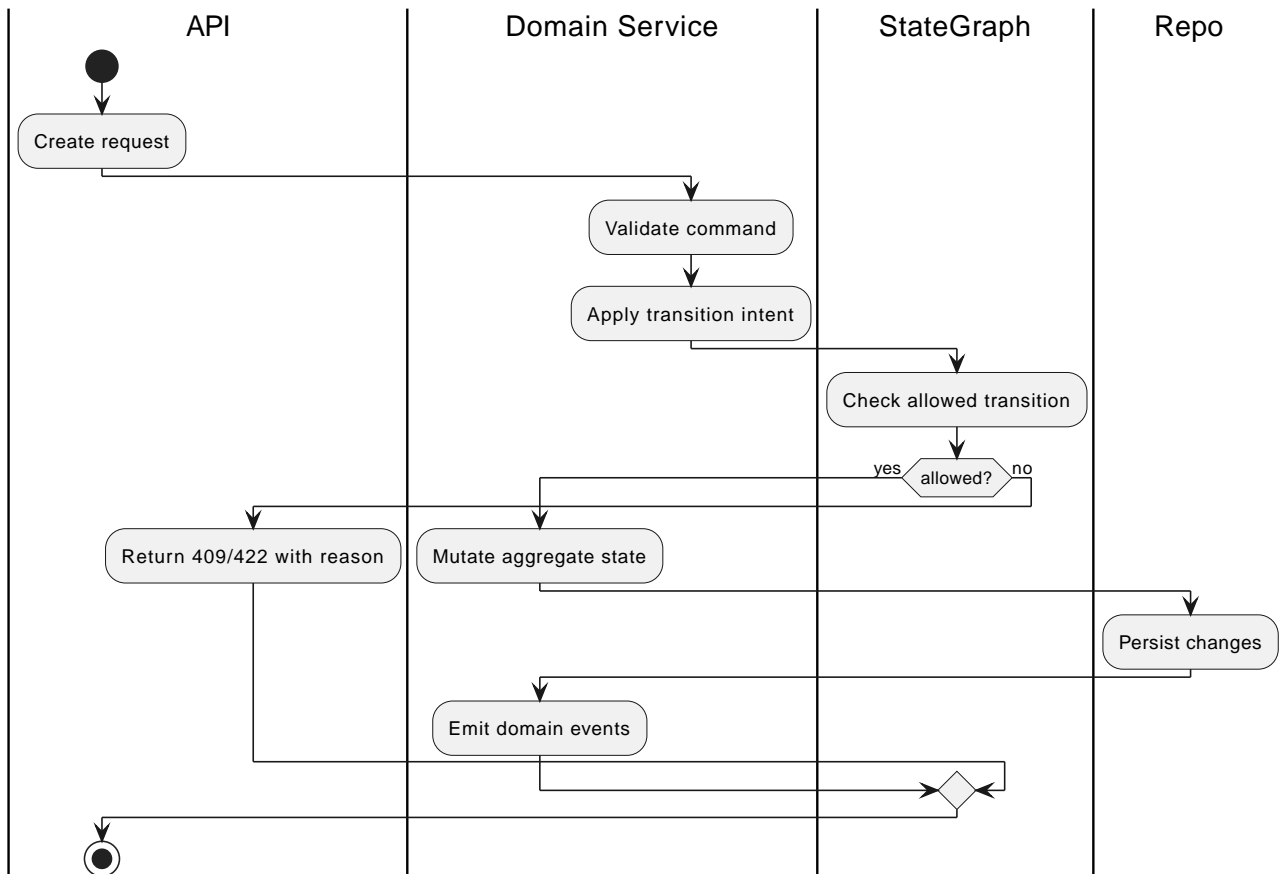 API
Domain Service
StateGraph
Repo
Create request
Validate command
Apply transition intent
Check allowed transition
yes
allowed?
no
Return 409/422 with reason
Mutate aggregate state
Persist changes
Emit domain events